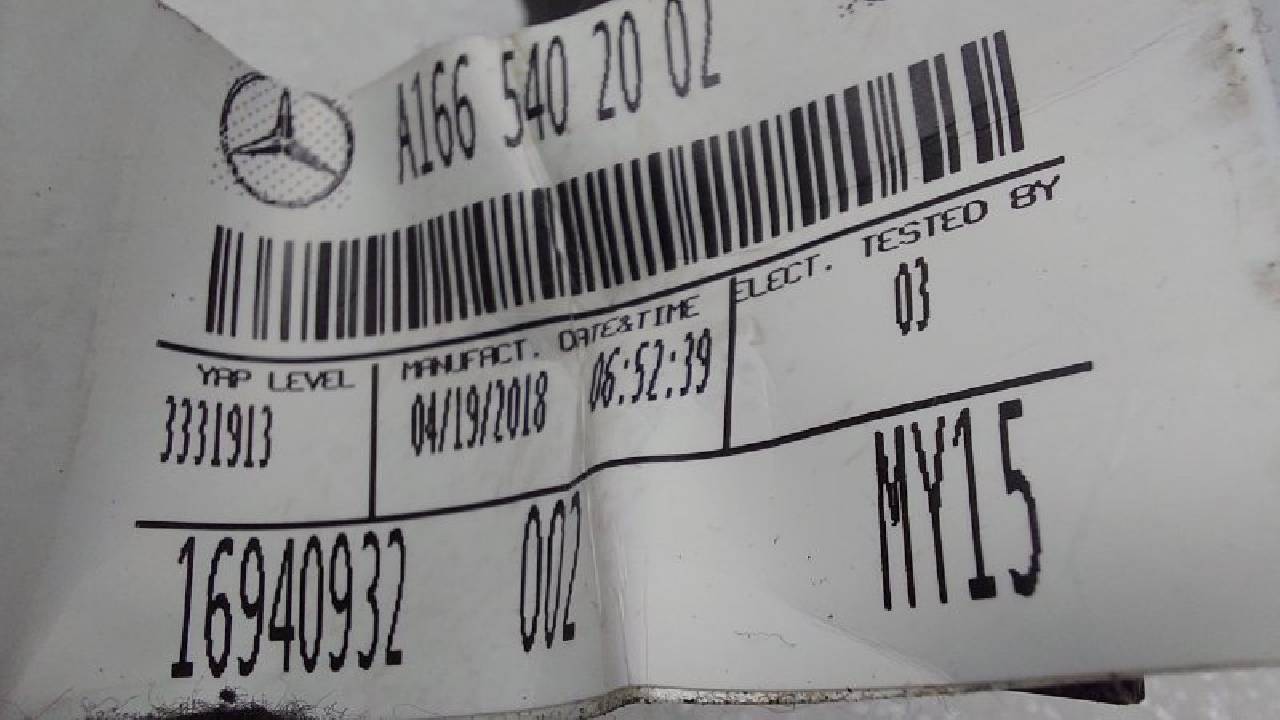 A166 540 20 02
YAP LEVEL MANUFACT. DATE&TIME ELECT. TESTED BY
3331913 04/19/2018 06:52:39 03
16940932 002 MY15